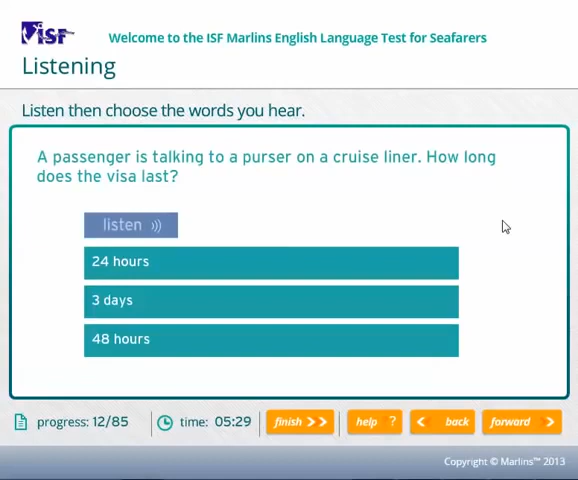 ISF
Welcome to the ISF Marlins English Language Test for Seafarers
Listening
Listen then choose the words you hear.
A passenger is talking to a purser on a cruise liner. How long
does the visa last?
listen
24 hours
3 days
48 hours
progress: 12/85 time: 05:29 finish >> help ? < back forward >
Copyright © Marlins™ 2013